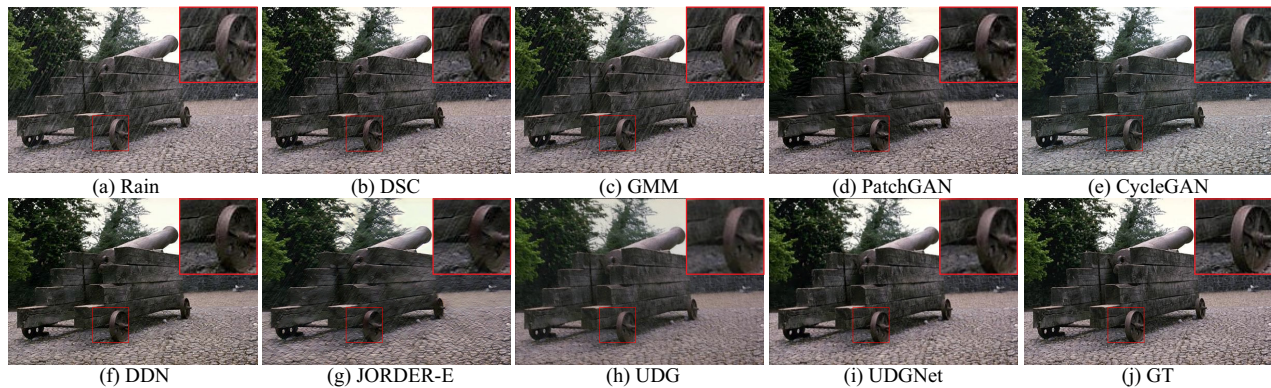 (a) Rain
(b) DSC
(c) GMM
(d) PatchGAN
(e) CycleGAN
(f) DDN
(g) JORDER-E
(h) UDG
(i) UDGNet
(j) GT